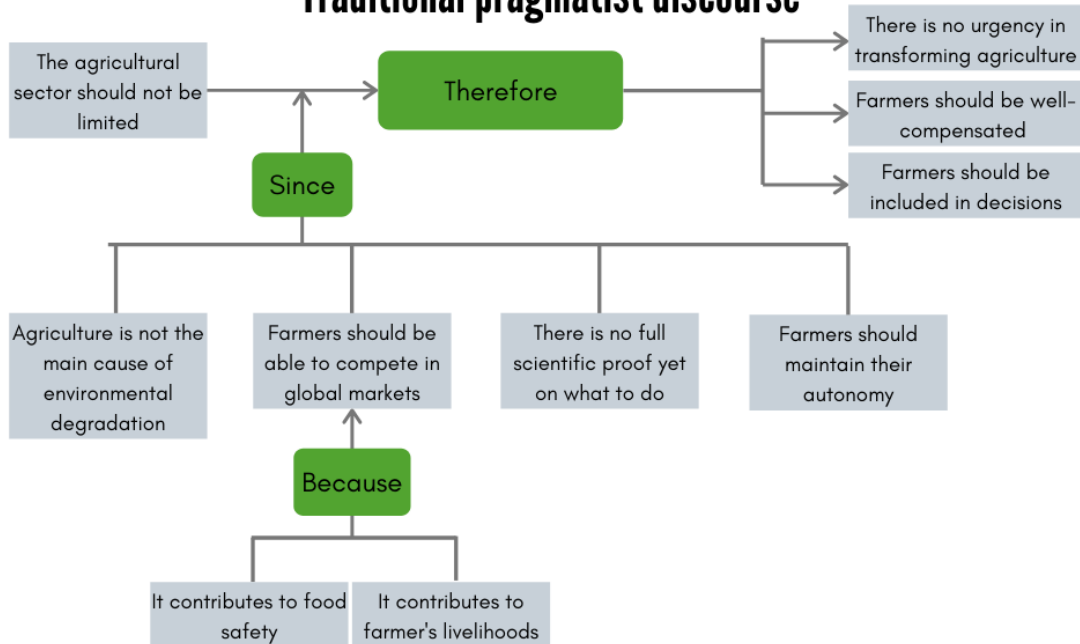 Traditional pragmatist discourse
The agricultural
sector should not be
limited
Therefore
There is no urgency in
transforming agriculture
Farmers should be well-
compensated
Farmers should be
included in decisions
Since
Agriculture is not the
main cause of
environmental
degradation
Farmers should be
able to compete in
global markets
There is no full
scientific proof yet
on what to do
Farmers should
maintain their
autonomy
Because
It contributes to food
safety
It contributes to
farmer's livelihoods